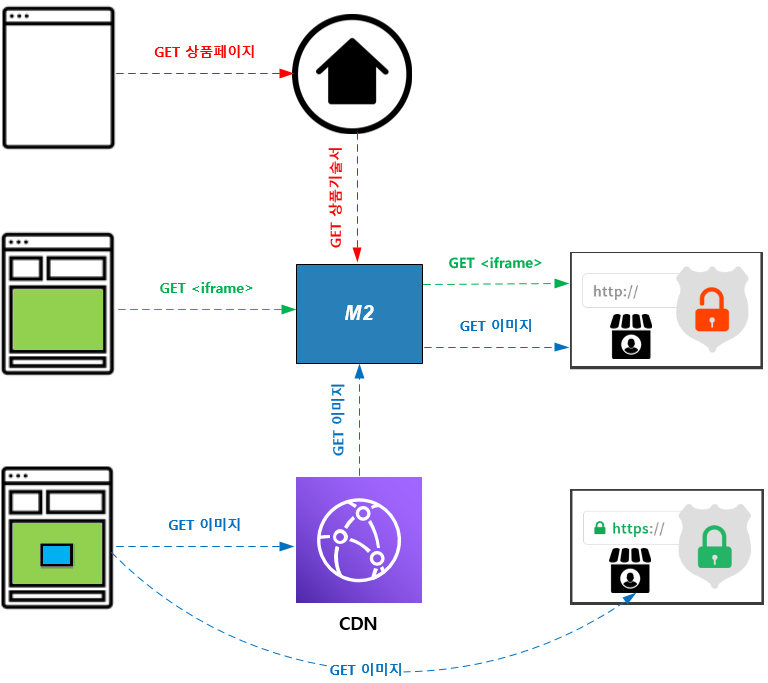 GET 상품페이지
GET 상품기술서
GET <iframe>
GET <iframe>
M2
http://
GET 이미지
GET 이미지
GET 이미지
https://
CDN
GET 이미지